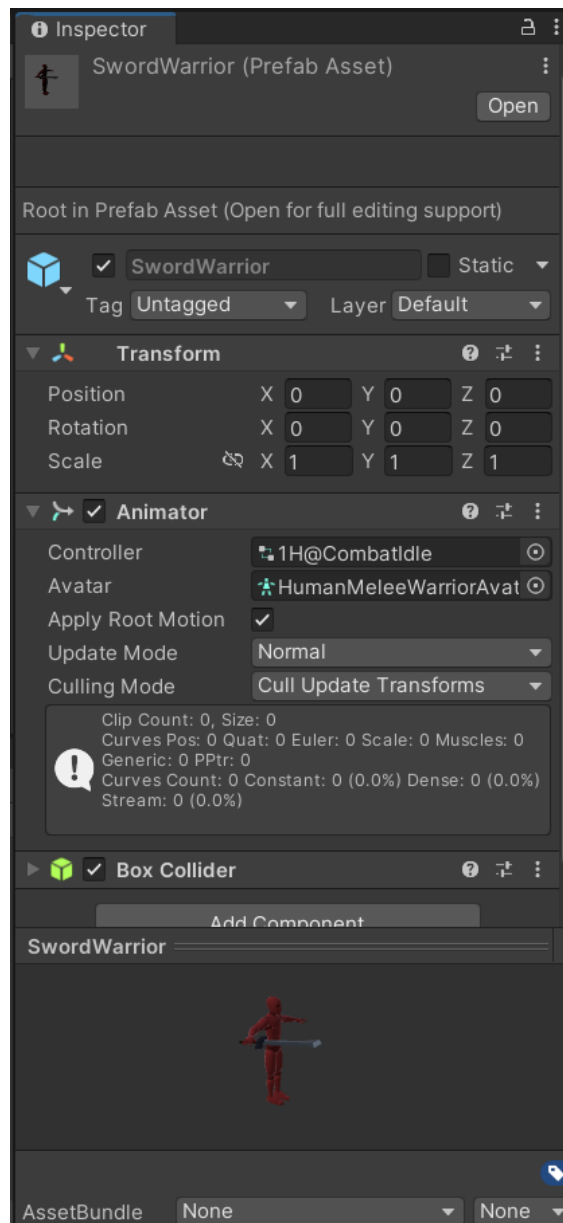 Inspector
SwordWarrior (Prefab Asset)
Open
Root in Prefab Asset (Open for full editing support)
SwordWarrior Static
Tag Untagged Layer Default
Transform
Position X 0 Y 0 Z 0
Rotation X 0 Y 0 Z 0
Scale X 1 Y 1 Z 1
Animator
Controller 1H@CombatIdle
Avatar HumanMeleeWarriorAvat
Apply Root Motion
Update Mode Normal
Culling Mode Cull Update Transforms
Clip Count: 0, Size: 0
Curves Pos: 0 Quat: 0 Euler: 0 Scale: 0 Muscles: 0
Generic: 0 PPtr: 0
Curves Count: 0 Constant: 0 (0.0%) Dense: 0 (0.0%)
Stream: 0 (0.0%)
Box Collider
Add Component
SwordWarrior
AssetBundle None None